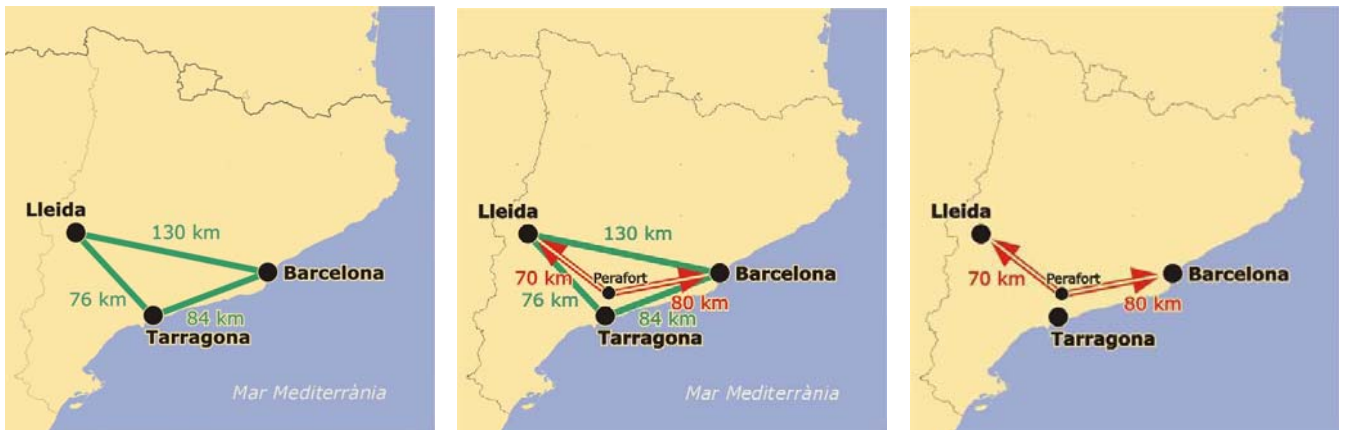 Lleida
130 km
Barcelona
76 km
84 km
Tarragona
Mar Mediterrània
Lleida
130 km
70 km
Perafort
Barcelona
76 km
84 km
80 km
Tarragona
Mar Mediterrània
Lleida
70 km
Perafort
Barcelona
80 km
Tarragona